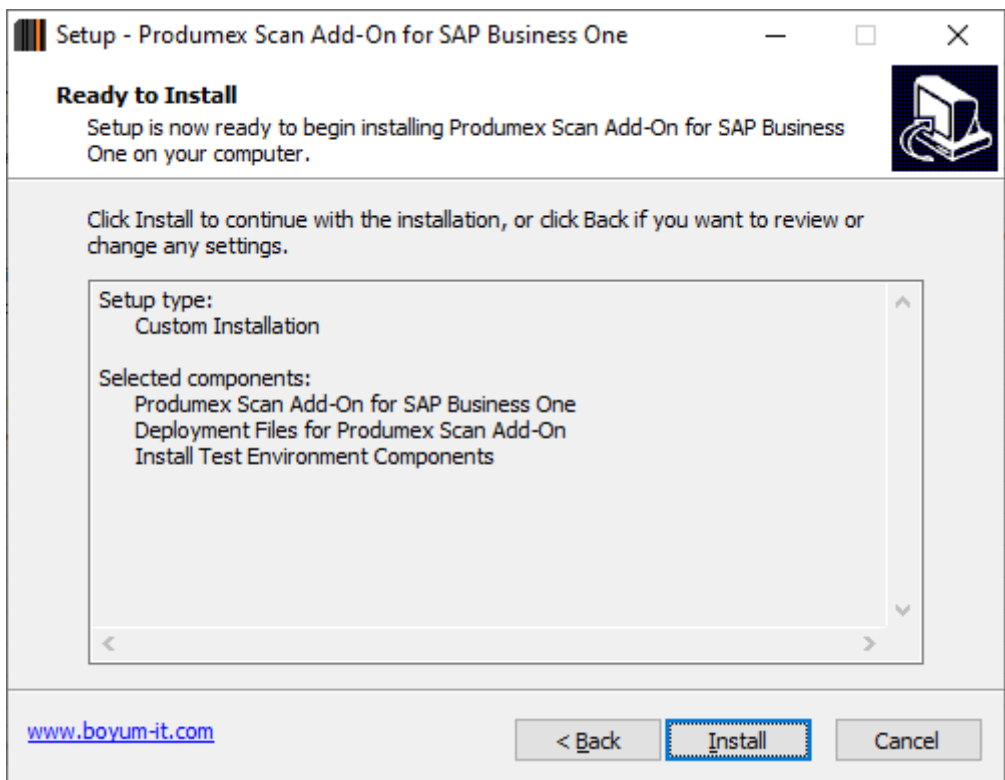 Setup - Produmex Scan Add-On for SAP Business One
Ready to Install
Setup is now ready to begin installing Produmex Scan Add-On for SAP Business
One on your computer.
Click Install to continue with the installation, or click Back if you want to review or
change any settings.
Setup type:
Custom Installation
Selected components:
Produmex Scan Add-On for SAP Business One
Deployment Files for Produmex Scan Add-On
Install Test Environment Components
www.boyum-it.com
< Back
Install
Cancel